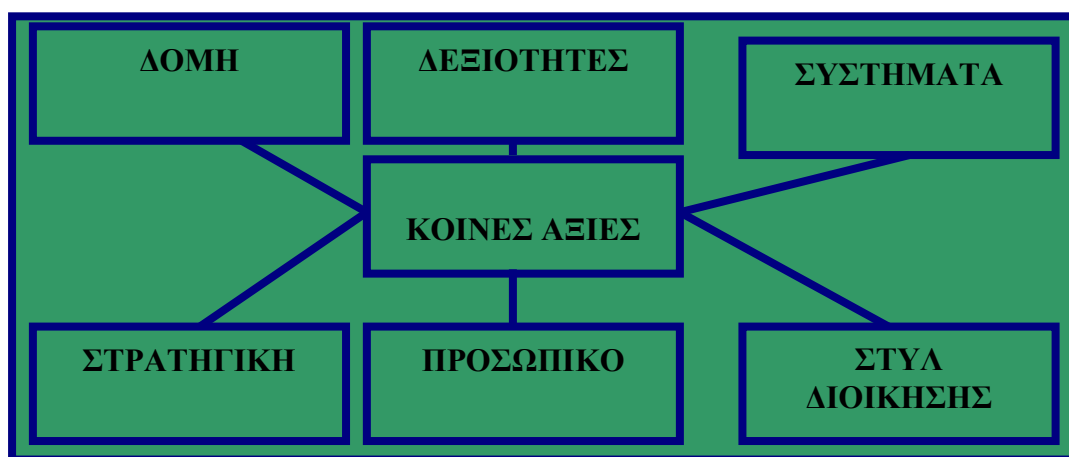 ΔΟΜΗ
ΔΕΞΙΟΤΗΤΕΣ
ΣΥΣΤΗΜΑΤΑ
ΚΟΙΝΕΣ ΑΞΙΕΣ
ΣΤΡΑΤΗΓΙΚΗ
ΠΡΟΣΩΠΙΚΟ
ΣΤΥΛ
ΔΙΟΙΚΗΣΗΣ